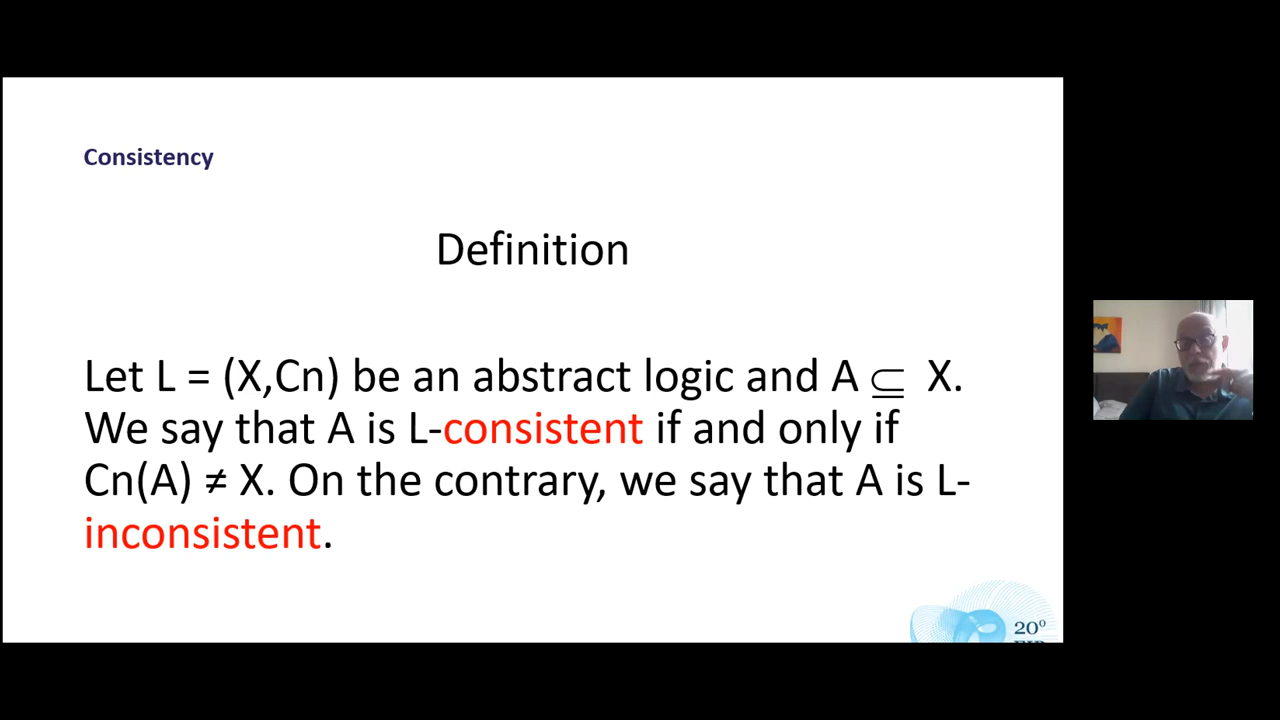 Consistency
Definition
Let L = (X,Cn) be an abstract logic and A ⊆ X.
We say that A is L-consistent if and only if
Cn(A) ≠ X. On the contrary, we say that A is L-
inconsistent.
20º